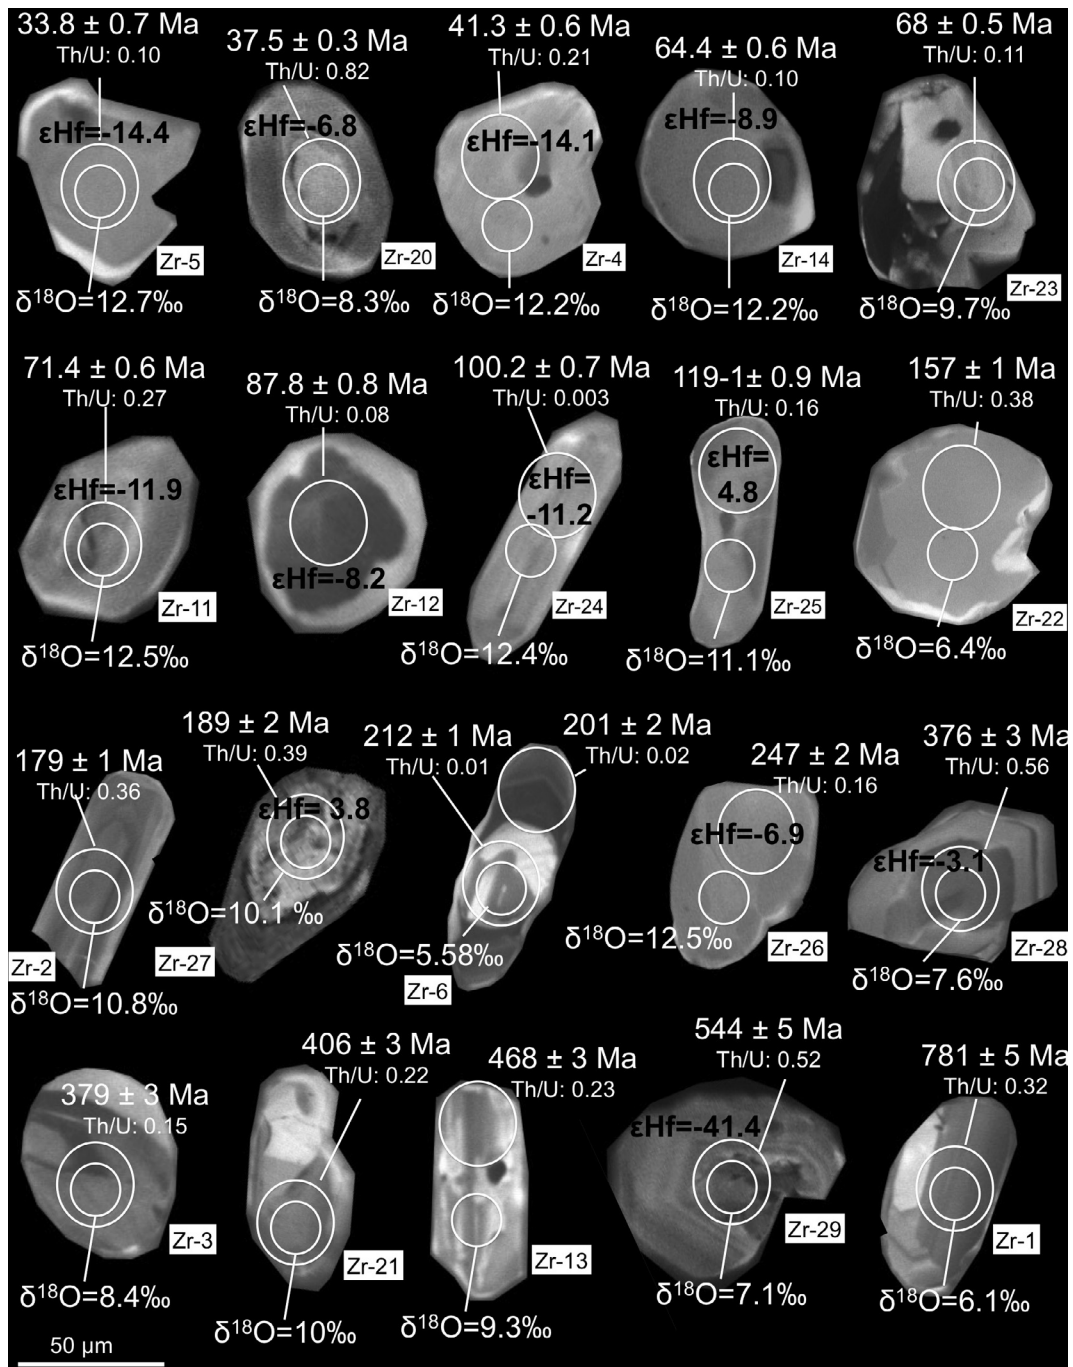 33.8 ± 0.7 Ma
Th/U: 0.10
εHf=-14.4
Zr-5
δ¹⁸O=12.7‰
37.5 ± 0.3 Ma
Th/U: 0.82
εHf=-6.8
Zr-20
δ¹⁸O=8.3‰
41.3 ± 0.6 Ma
Th/U: 0.21
εHf=-14.1
Zr-4
δ¹⁸O=12.2‰
64.4 ± 0.6 Ma
Th/U: 0.10
εHf=-8.9
Zr-14
δ¹⁸O=12.2‰
68 ± 0.5 Ma
Th/U: 0.11
Zr-23
δ¹⁸O=9.7‰
71.4 ± 0.6 Ma
Th/U: 0.27
εHf=-11.9
Zr-11
δ¹⁸O=12.5‰
87.8 ± 0.8 Ma
Th/U: 0.08
εHf=-8.2
Zr-12
100.2 ± 0.7 Ma
Th/U: 0.003
εHf=
-11.2
Zr-24
δ¹⁸O=12.4‰
119-1± 0.9 Ma
Th/U: 0.16
εHf=
4.8
Zr-25
δ¹⁸O=11.1‰
157 ± 1 Ma
Th/U: 0.38
Zr-22
δ¹⁸O=6.4‰
179 ± 1 Ma
Th/U: 0.36
Zr-2
δ¹⁸O=10.8‰
189 ± 2 Ma
Th/U: 0.39
εHf= 3.8
δ¹⁸O=10.1 ‰
Zr-27
212 ± 1 Ma
Th/U: 0.01
201 ± 2 Ma
Th/U: 0.02
δ¹⁸O=5.58‰
Zr-6
247 ± 2 Ma
Th/U: 0.16
εHf=-6.9
δ¹⁸O=12.5‰
Zr-26
376 ± 3 Ma
Th/U: 0.56
εHf=-3.1
Zr-28
δ¹⁸O=7.6‰
379 ± 3 Ma
Th/U: 0.15
Zr-3
δ¹⁸O=8.4‰
406 ± 3 Ma
Th/U: 0.22
Zr-21
δ¹⁸O=10‰
468 ± 3 Ma
Th/U: 0.23
Zr-13
δ¹⁸O=9.3‰
544 ± 5 Ma
Th/U: 0.52
εHf=-41.4
Zr-29
δ¹⁸O=7.1‰
781 ± 5 Ma
Th/U: 0.32
Zr-1
δ¹⁸O=6.1‰
50 µm